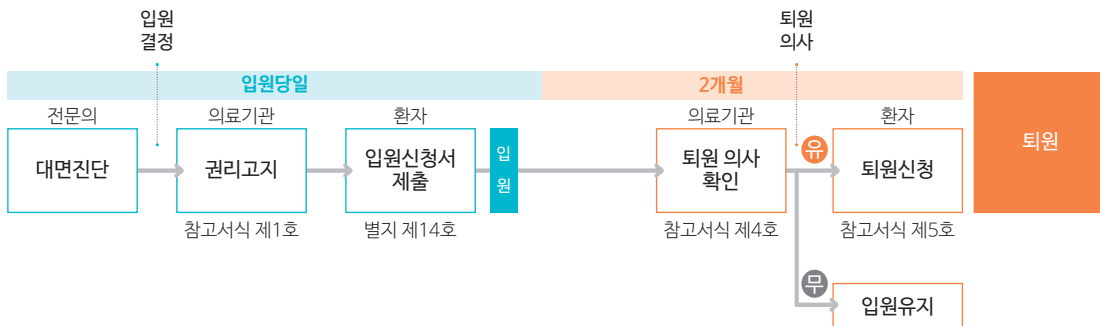 입원
결정
퇴원
의사
입원당일
2개월
전문의
의료기관
환자
의료기관
환자
대면진단
권리고지
입원신청서
제출
입
원
퇴원 의사
확인
유
퇴원신청
퇴원
참고서식 제1호
별지 제14호
참고서식 제4호
참고서식 제5호
무
입원유지